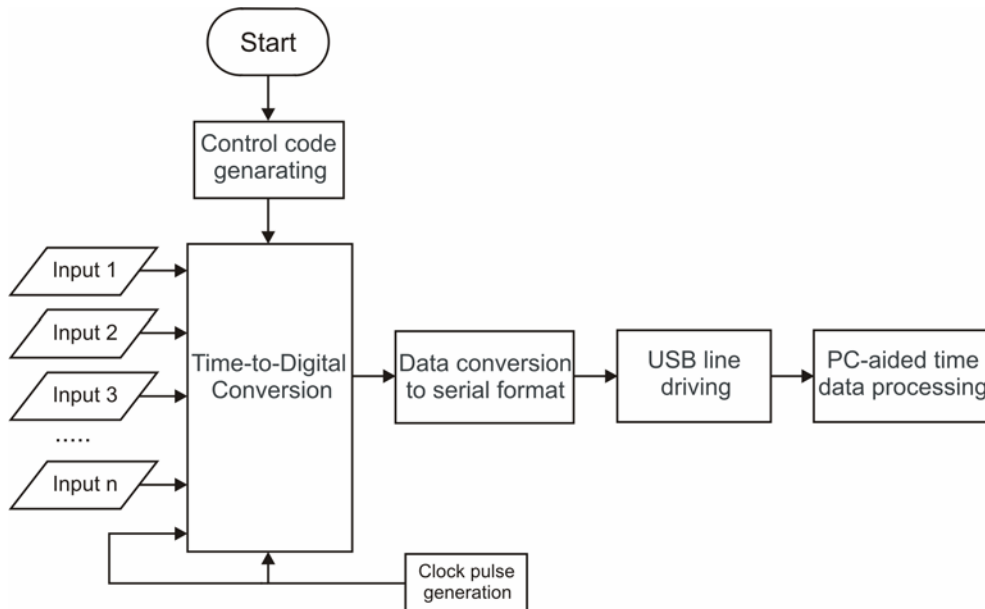 Start
Control code
genarating
Input 1
Input 2
Input 3
.....
Input n
Time-to-Digital
Conversion
Data conversion
to serial format
USB line
driving
PC-aided time
data processing
Clock pulse
generation